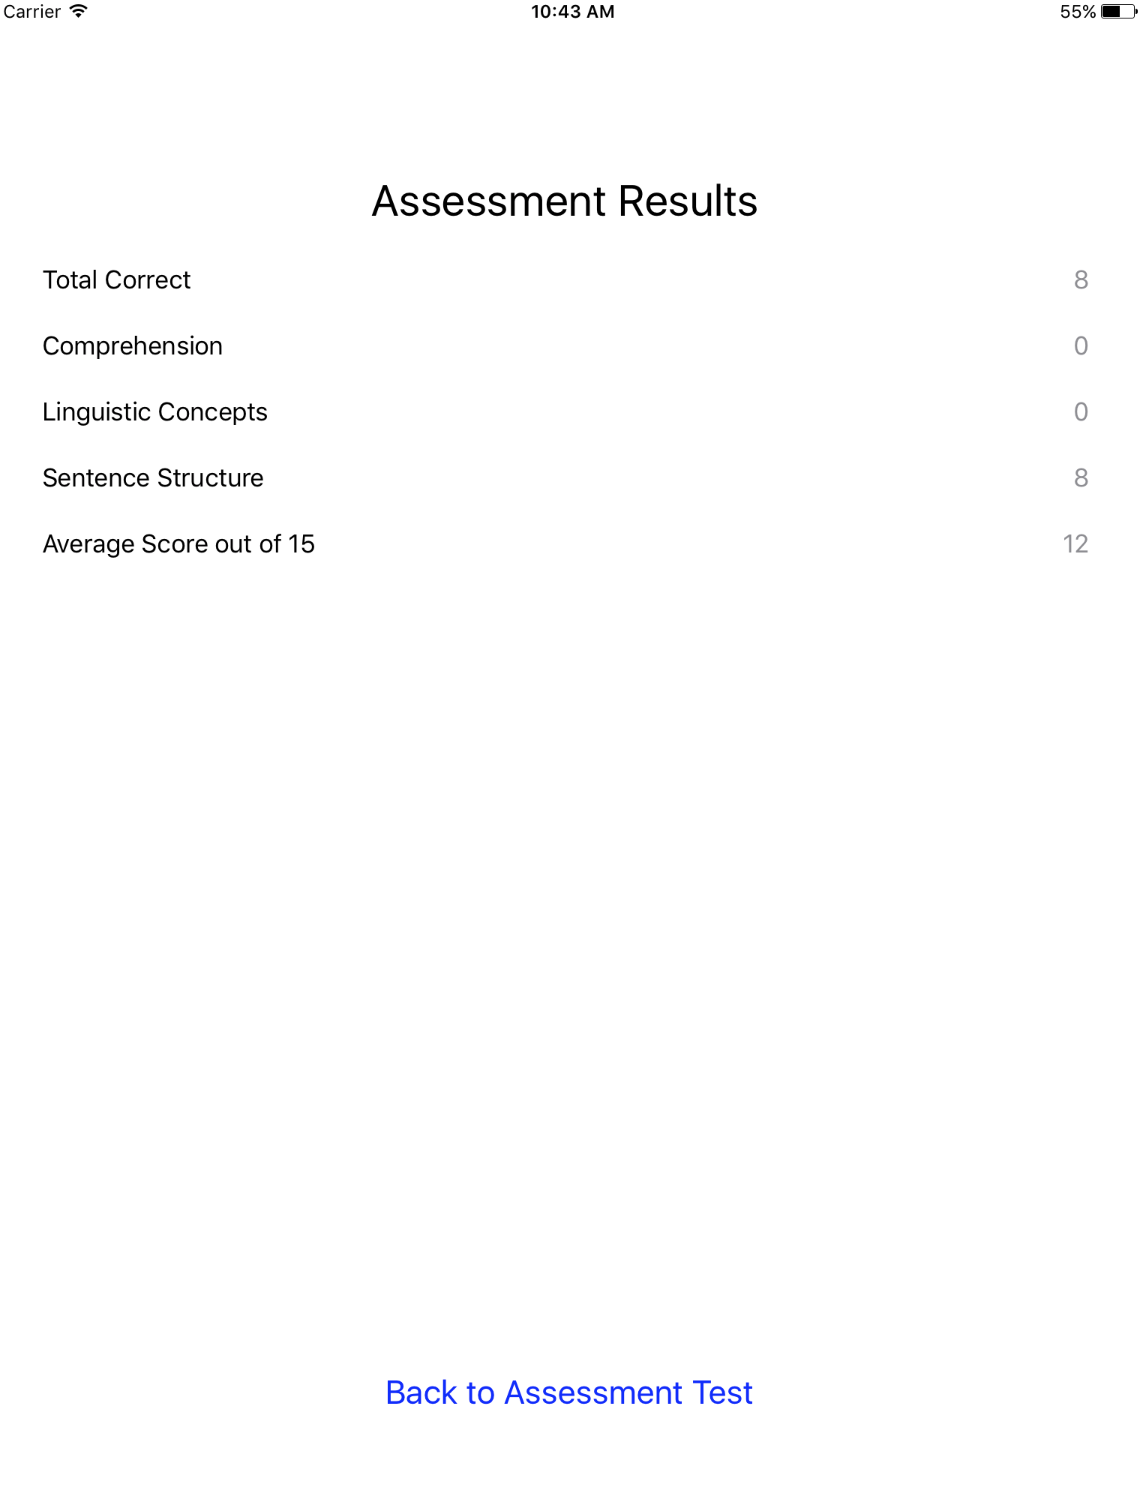 Carrier 10:43 AM 55%
Assessment Results
Total Correct 8
Comprehension 0
Linguistic Concepts 0
Sentence Structure 8
Average Score out of 15 12
Back to Assessment Test